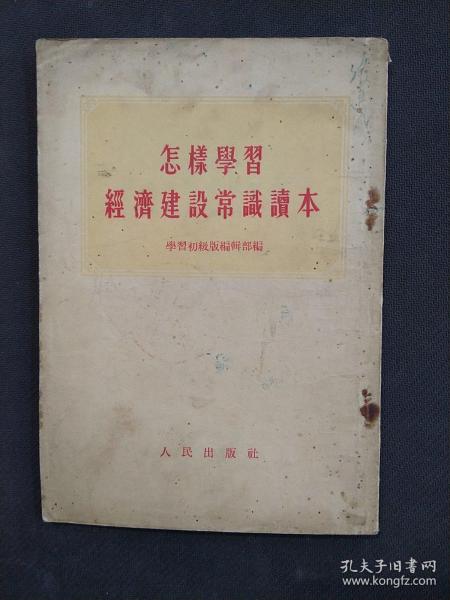 怎樣學習
經濟建設常識讀本
學習初級版編輯部編
人民出版社
孔夫子旧书网
www.kongfz.com